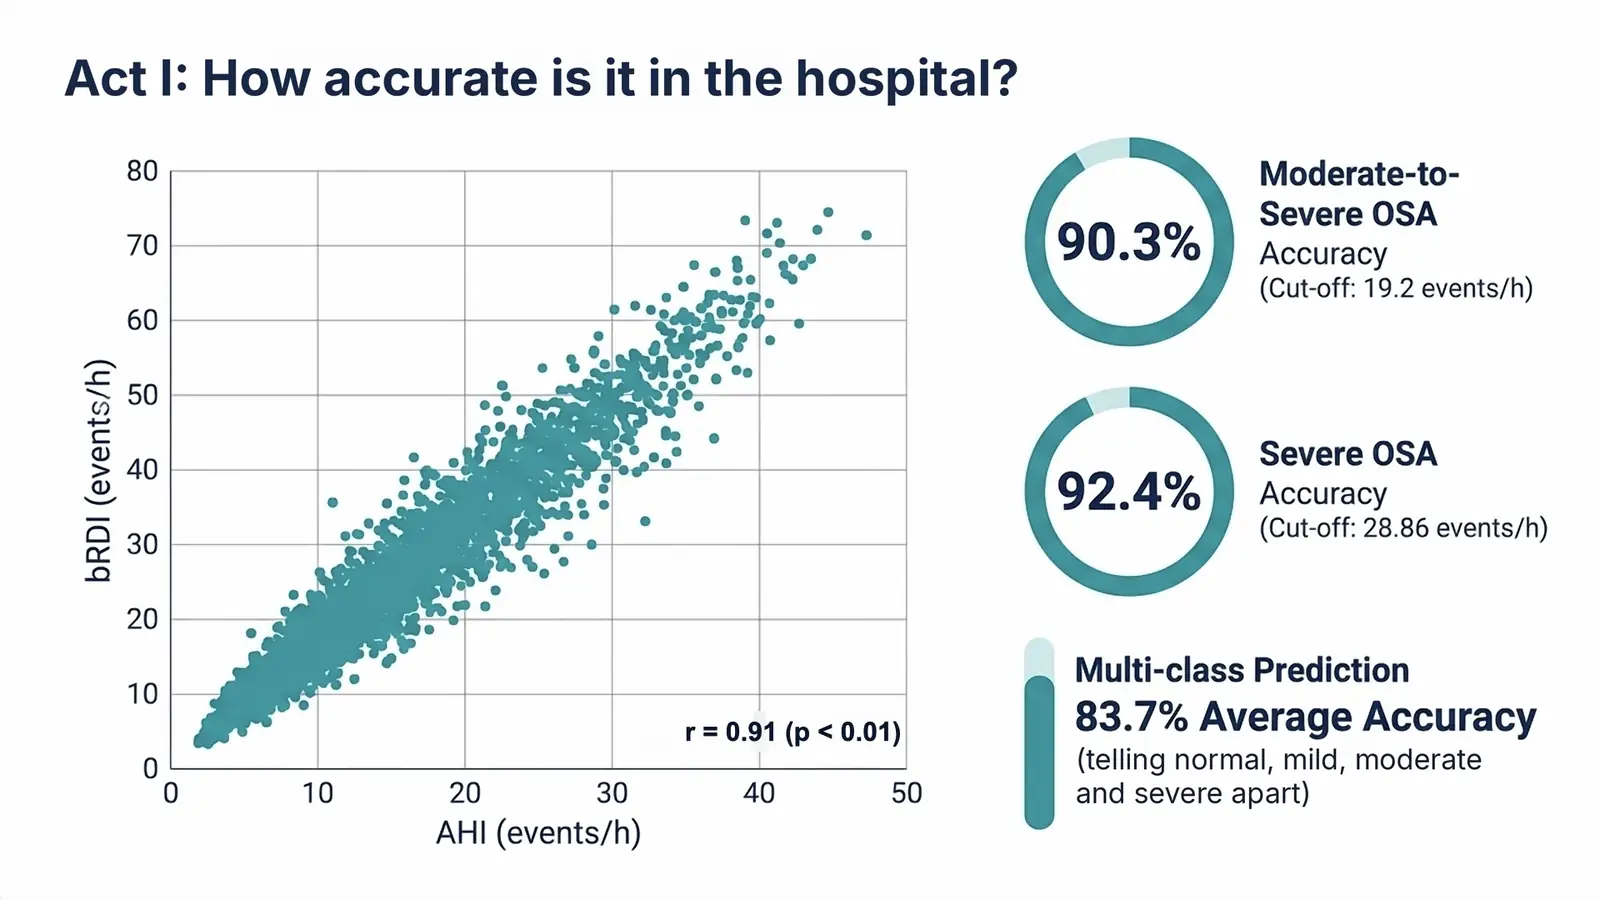 Act I: How accurate is it in the hospital?
80
70
60
50
40
30
20
10
0
bRDI (events/h)
0 10 20 30 40 50
AHI (events/h)
r = 0.91 (p < 0.01)
90.3%
Moderate-to-
Severe OSA
Accuracy
(Cut-off: 19.2 events/h)
92.4%
Severe OSA
Accuracy
(Cut-off: 28.86 events/h)
Multi-class Prediction
83.7% Average Accuracy
(telling normal, mild, moderate
and severe apart)